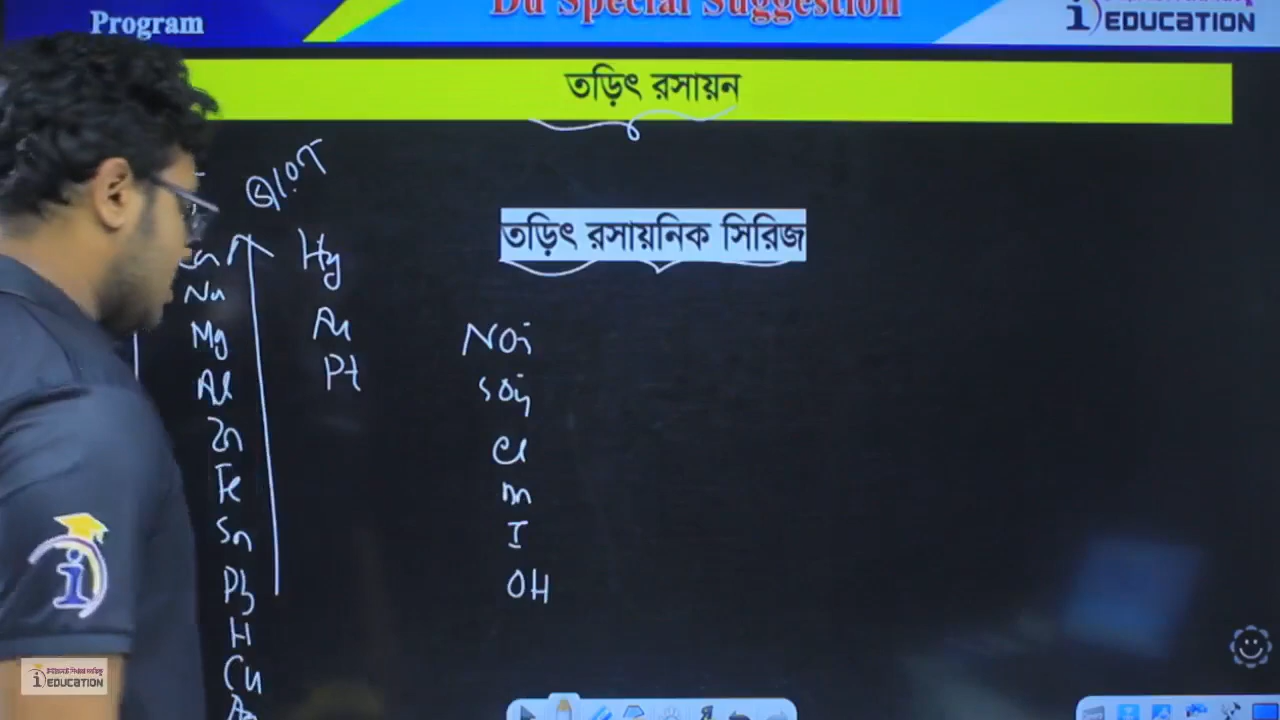 Program
Du Special Suggestion
EDUCATION
তড়িৎ রসায়ন
তড়িৎ রসায়নিক সিরিজ
Na
Mg
Al
Zn
Fe
Sn
Pb
H
Cu
Hg
Au
Pt
NO3
SO4
Cl
Br
I
OH
EDUCATION